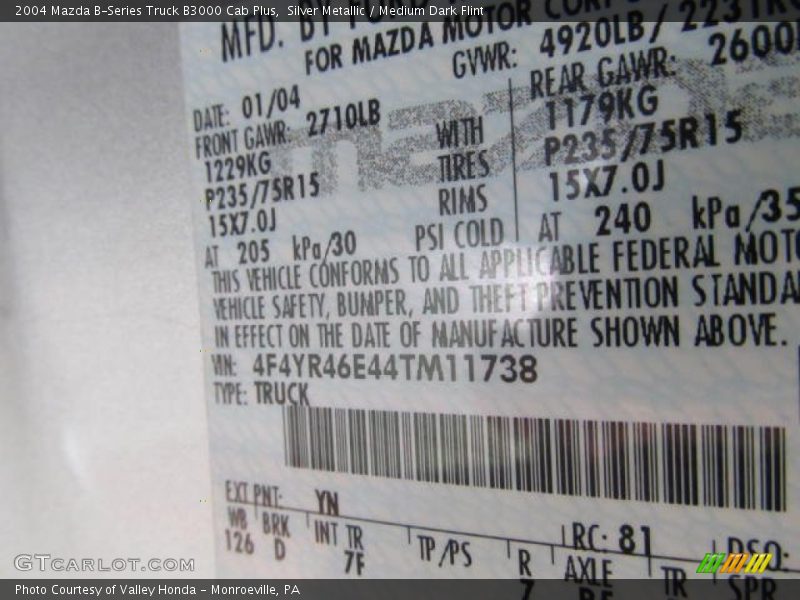 2004 Mazda B-Series Truck B3000 Cab Plus, Silver Metallic / Medium Dark Flint
MFD. BY
FOR MAZDA MOTOR
GVWR: 4920LB/
DATE: 01/04
REAR GAWR: 2600
FRONT GAWR: 2710LB
1229KG
WITH
1179KG
P235/75R15
TIRES
P235/75R15
15X7.0J
RIMS
15X7.0J
AT 205 kPa/30
PSI COLD
AT 240 kPa/35
THIS VEHICLE CONFORMS TO ALL APPLICABLE FEDERAL
VEHICLE SAFETY, BUMPER, AND THEFT PREVENTION
IN EFFECT ON THE DATE OF MANUFACTURE SHOWN ABOVE.
VIN: 4F4YR46E44TM11738
TYPE: TRUCK
EXT PNT: YN
RC: 81
DSO:
WB BRK INT TR TP/PS R AXLE TR SPR
126 D 7F
GTCARLOT.COM
Photo Courtesy of Valley Honda - Monroeville, PA